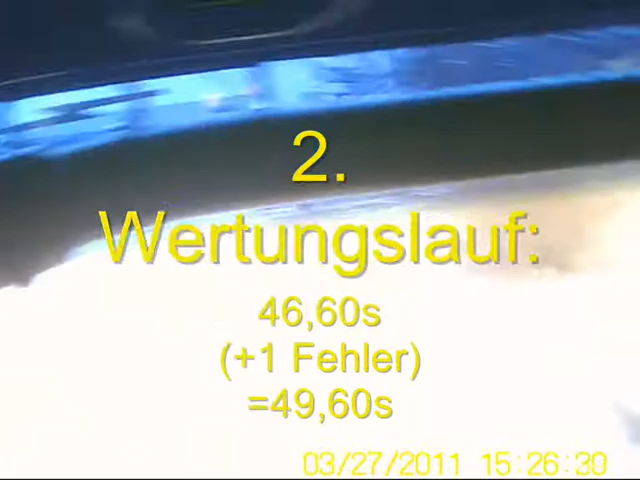 2.
Wertungslauf:
46,60s
(+1 Fehler)
=49,60s
03/27/2011 15:26:30